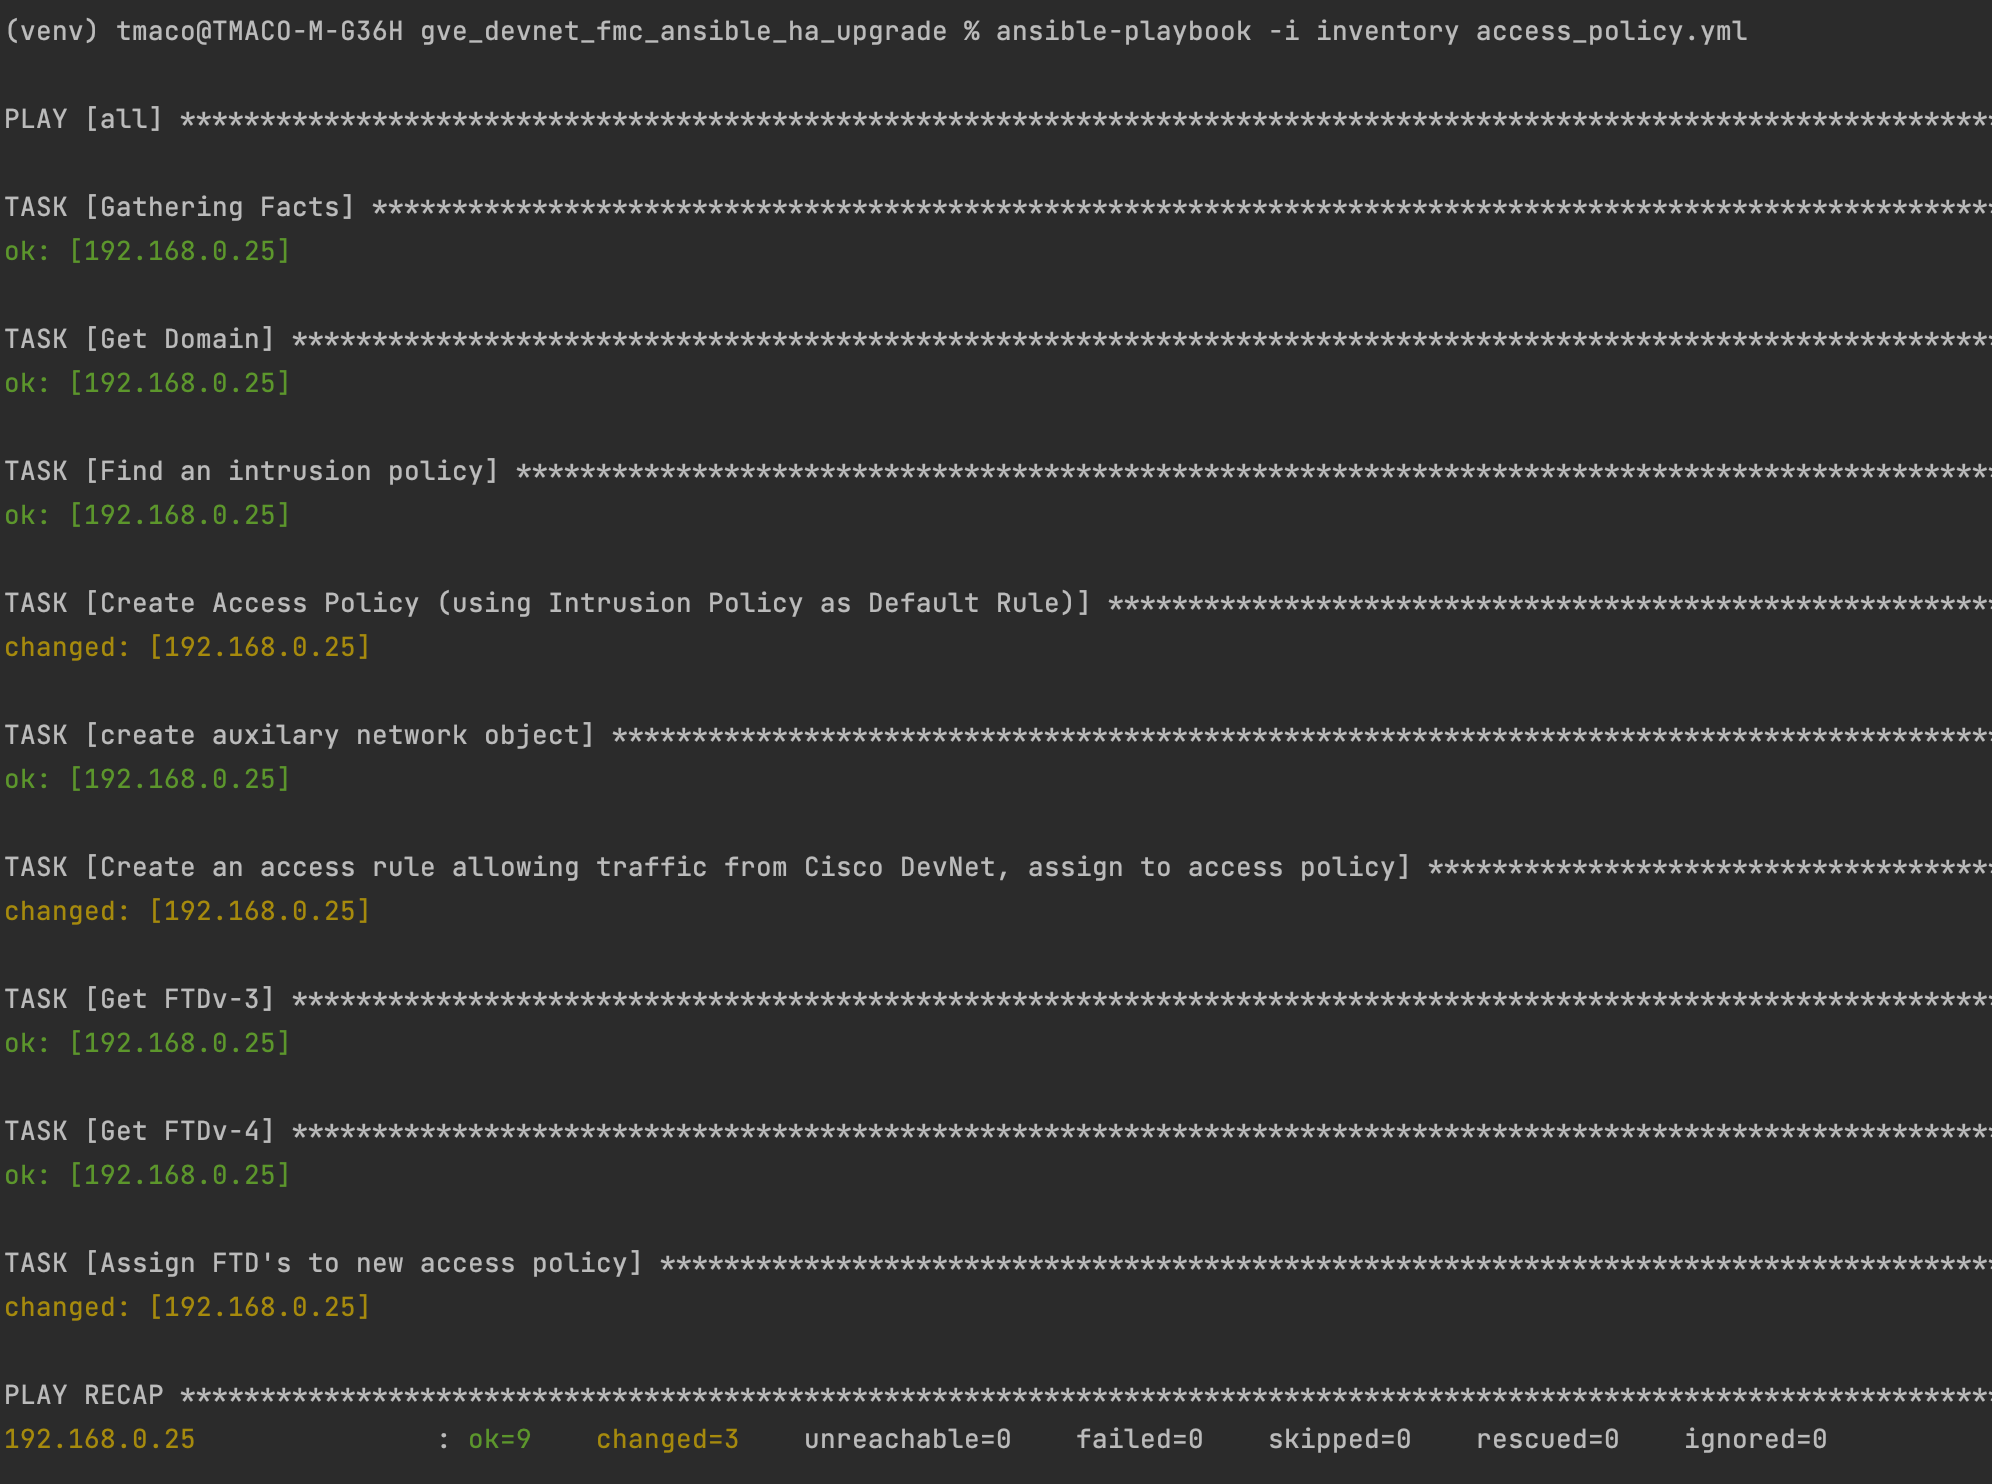 (venv) tmaco@TMACO-M-G36H gve_devnet_fmc_ansible_ha_upgrade % ansible-playbook -i inventory access_policy.yml
PLAY [all] *****************************************************************************************************************
TASK [Gathering Facts] *****************************************************************************************************
ok: [192.168.0.25]
TASK [Get Domain] **********************************************************************************************************
ok: [192.168.0.25]
TASK [Find an intrusion policy] ********************************************************************************************
ok: [192.168.0.25]
TASK [Create Access Policy (using Intrusion Policy as Default Rule)] *******************************************************
changed: [192.168.0.25]
TASK [create auxilary network object] **************************************************************************************
ok: [192.168.0.25]
TASK [Create an access rule allowing traffic from Cisco DevNet, assign to access policy] ***********************************
changed: [192.168.0.25]
TASK [Get FTDv-3] **********************************************************************************************************
ok: [192.168.0.25]
TASK [Get FTDv-4] **********************************************************************************************************
ok: [192.168.0.25]
TASK [Assign FTD's to new access policy] ***********************************************************************************
changed: [192.168.0.25]
PLAY RECAP *****************************************************************************************************************
192.168.0.25               : ok=9    changed=3    unreachable=0    failed=0    skipped=0    rescued=0    ignored=0